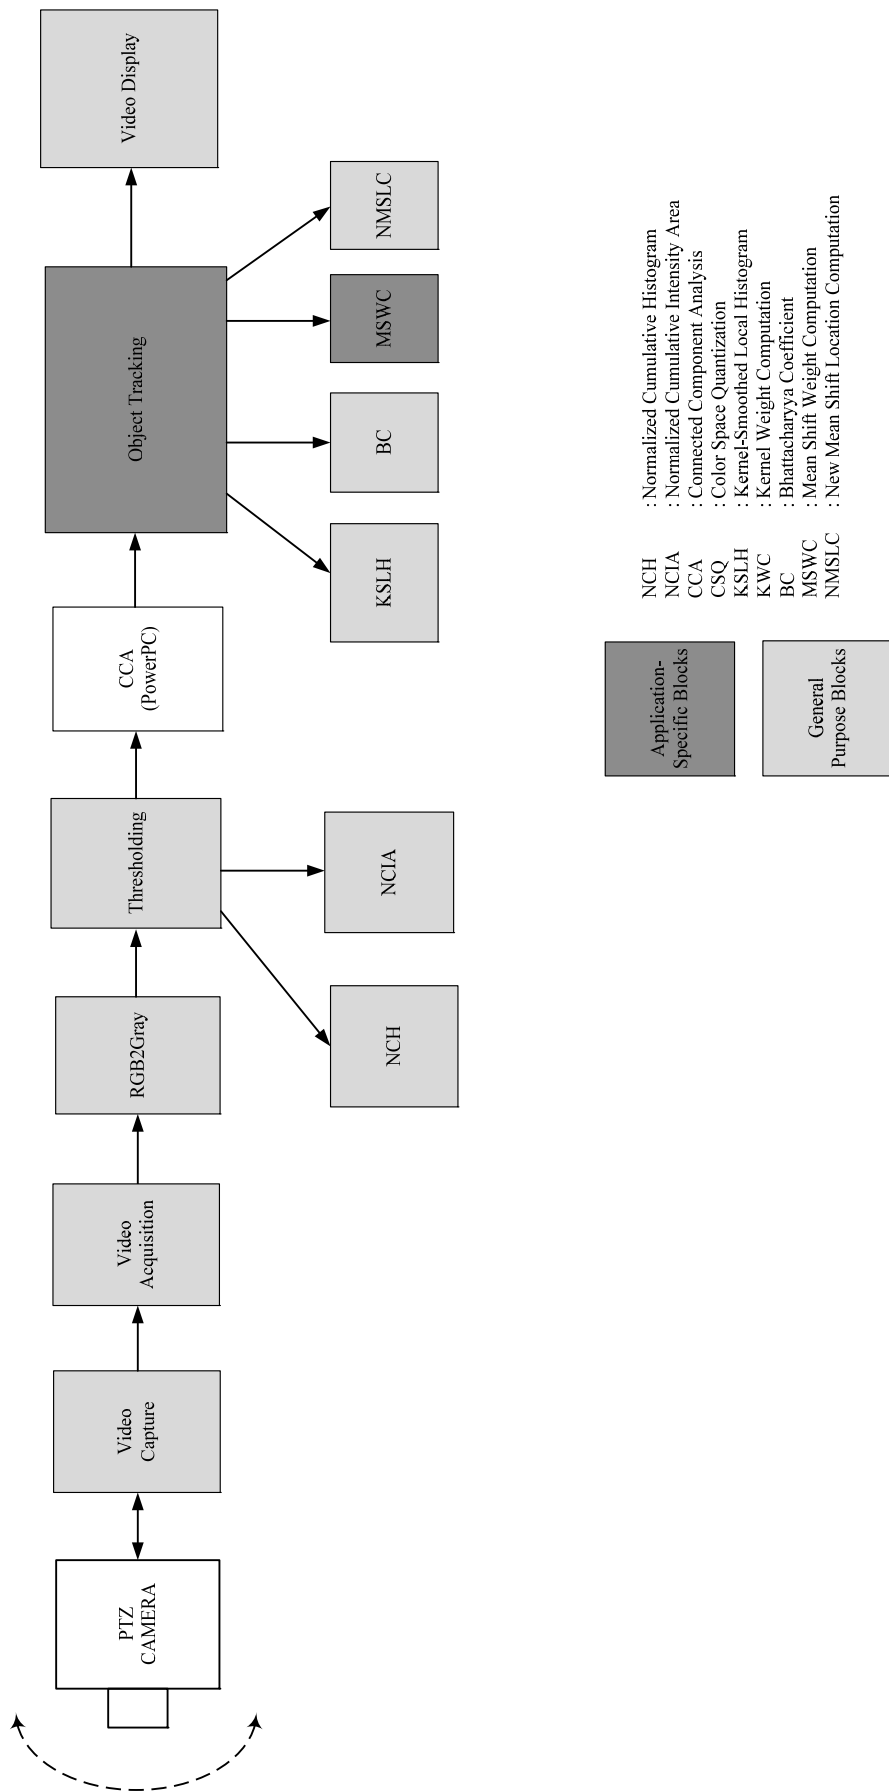 PTZ
CAMERA
Video
Capture
Video
Acquisition
RGB2Gray
Thresholding
CCA
(PowerPC)
Object Tracking
Video Display
NCH
NCIA
KSLH
BC
MSWC
NMSLC
Application-
Specific Blocks
General
Purpose Blocks
NCH : Normalized Cumulative Histogram
NCIA : Normalized Cumulative Intensity Area
CCA : Connected Component Analysis
CSQ : Color Space Quantization
KSLH : Kernel-Smoothed Local Histogram
KWC : Kernel Weight Computation
BC : Bhattacharyya Coefficient
MSWC : Mean Shift Weight Computation
NMSLC : New Mean Shift Location Computation